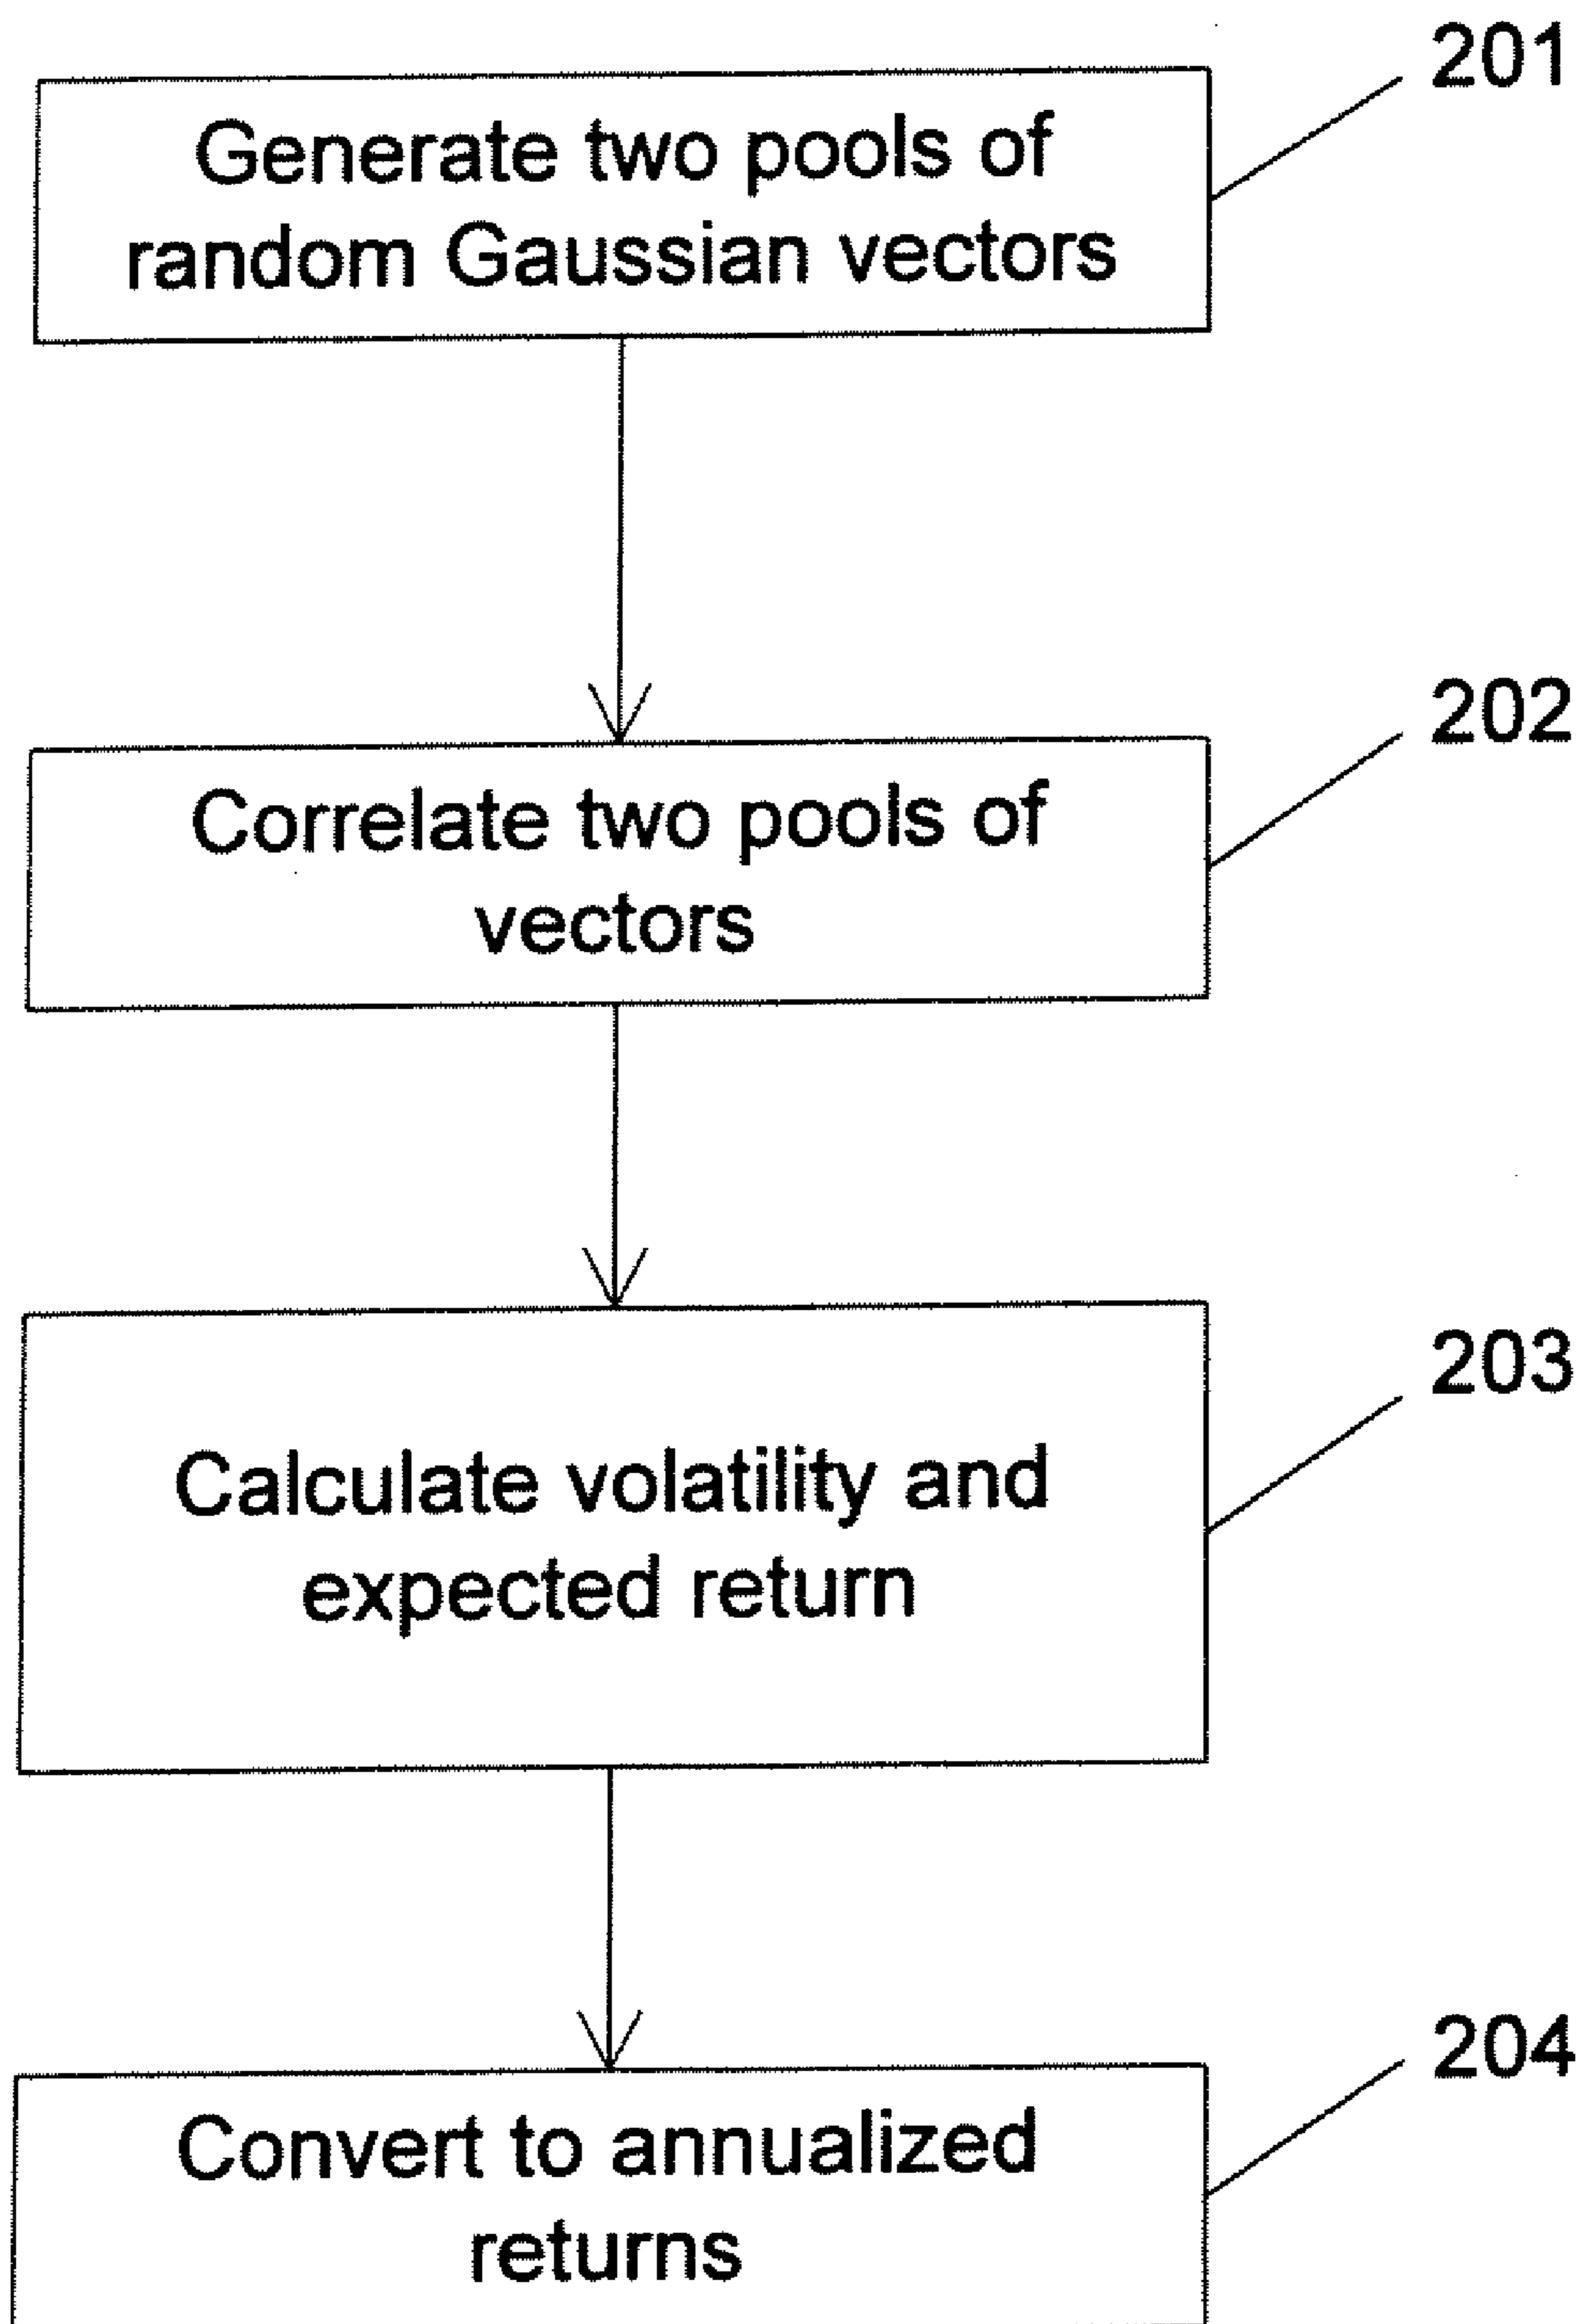 201
Generate two pools of
random Gaussian vectors
202
Correlate two pools of
vectors
203
Calculate volatility and
expected return
204
Convert to annualized
returns